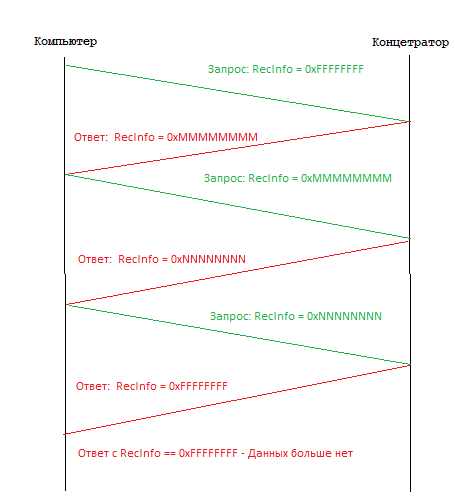 Компьютер
Концетратор
Запрос: RecInfo = 0xFFFFFFFF
Ответ: RecInfo = 0xMMMMMMMM
Запрос: RecInfo = 0xMMMMMMMM
Ответ: RecInfo = 0xNNNNNNNN
Запрос: RecInfo = 0xNNNNNNNN
Ответ: RecInfo = 0xFFFFFFFF
Ответ с RecInfo == 0xFFFFFFFF - Данных больше нет